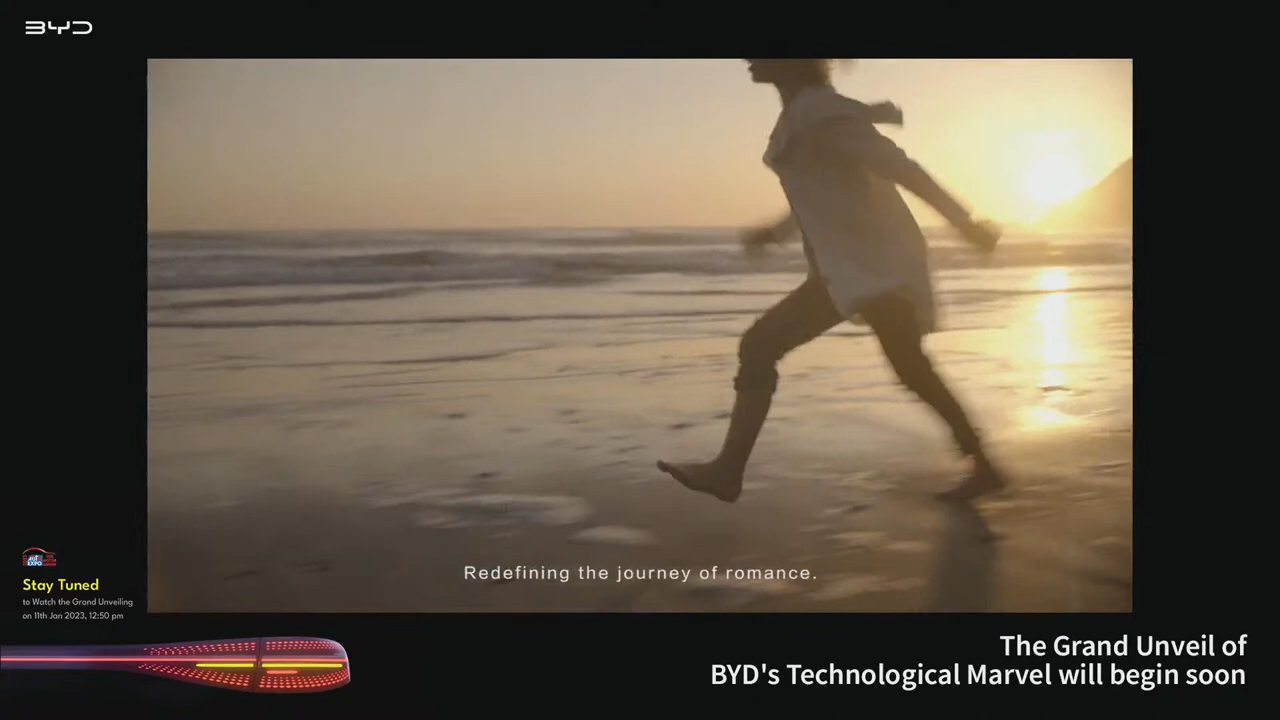 BYD
Redefining the journey of romance.
EXPO
Stay Tuned
to Watch the Grand Unveiling
on 11th Jan 2023, 12:50 pm
The Grand Unveil of
BYD's Technological Marvel will begin soon